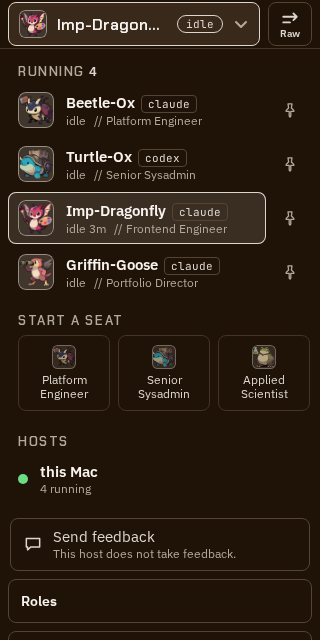 Imp-Dragon... idle
Raw
RUNNING 4
Beetle-Ox claude
idle // Platform Engineer
Turtle-Ox codex
idle // Senior Sysadmin
Imp-Dragonfly claude
idle 3m // Frontend Engineer
Griffin-Goose claude
idle // Portfolio Director
START A SEAT
Platform Engineer
Senior Sysadmin
Applied Scientist
HOSTS
this Mac
4 running
Send feedback
This host does not take feedback.
Roles